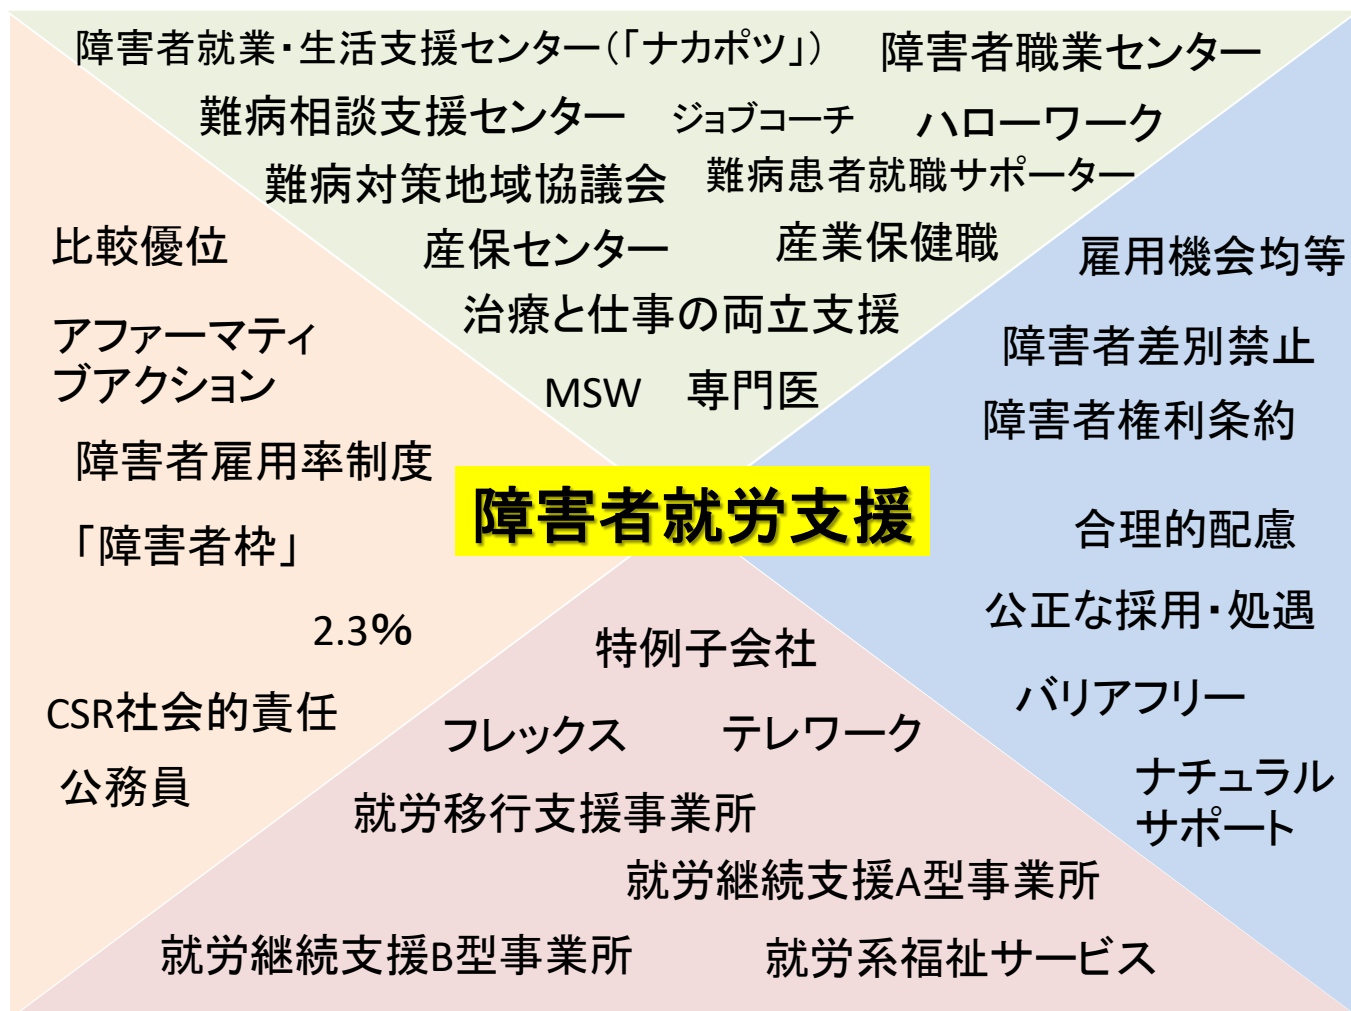 障害者就業・生活支援センター（「ナカポツ」）
障害者職業センター
難病相談支援センター
ジョブコーチ
ハローワーク
難病対策地域協議会
難病患者就職サポーター
産保センター
産業保健職
治療と仕事の両立支援
MSW 専門医
比較優位
アファーマティ
ブアクション
障害者雇用率制度
「障害者枠」
2.3%
CSR社会的責任
公務員
障害者就労支援
雇用機会均等
障害者差別禁止
障害者権利条約
合理的配慮
公正な採用・処遇
バリアフリー
ナチュラル
サポート
特例子会社
フレックス
テレワーク
就労移行支援事業所
就労継続支援A型事業所
就労継続支援B型事業所
就労系福祉サービス